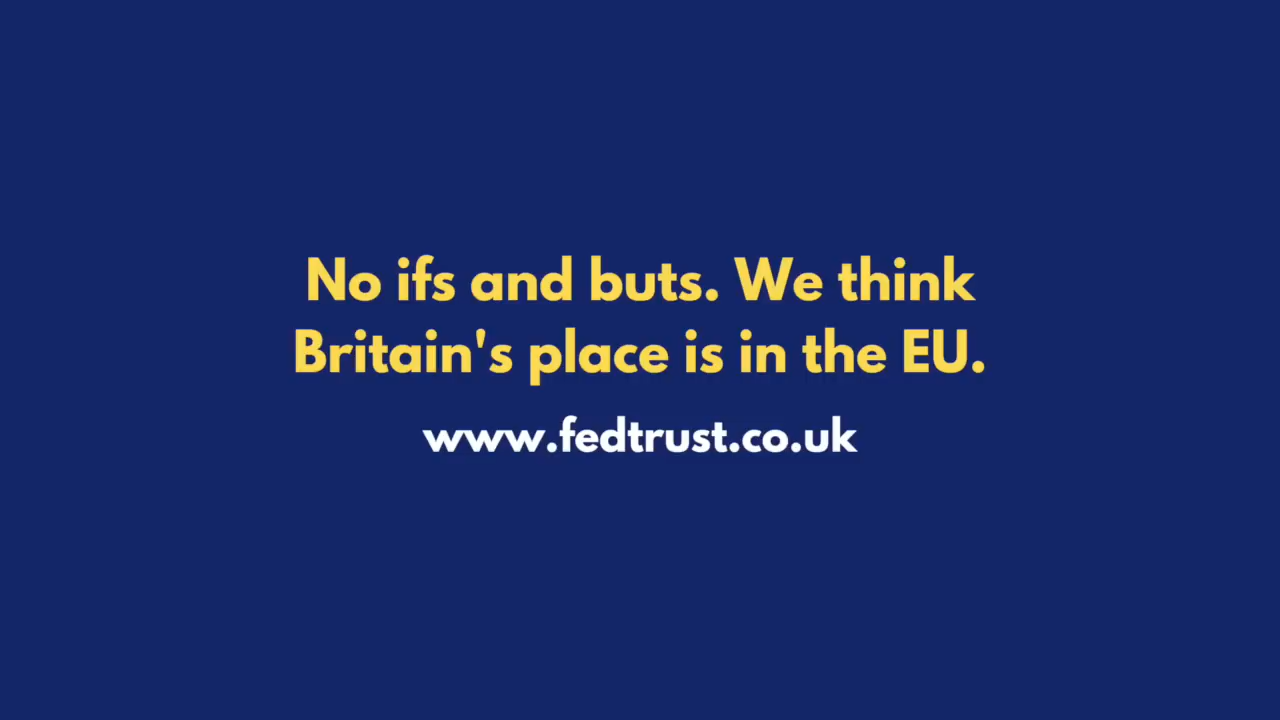 No ifs and buts. We think
Britain's place is in the EU.
www.fedtrust.co.uk